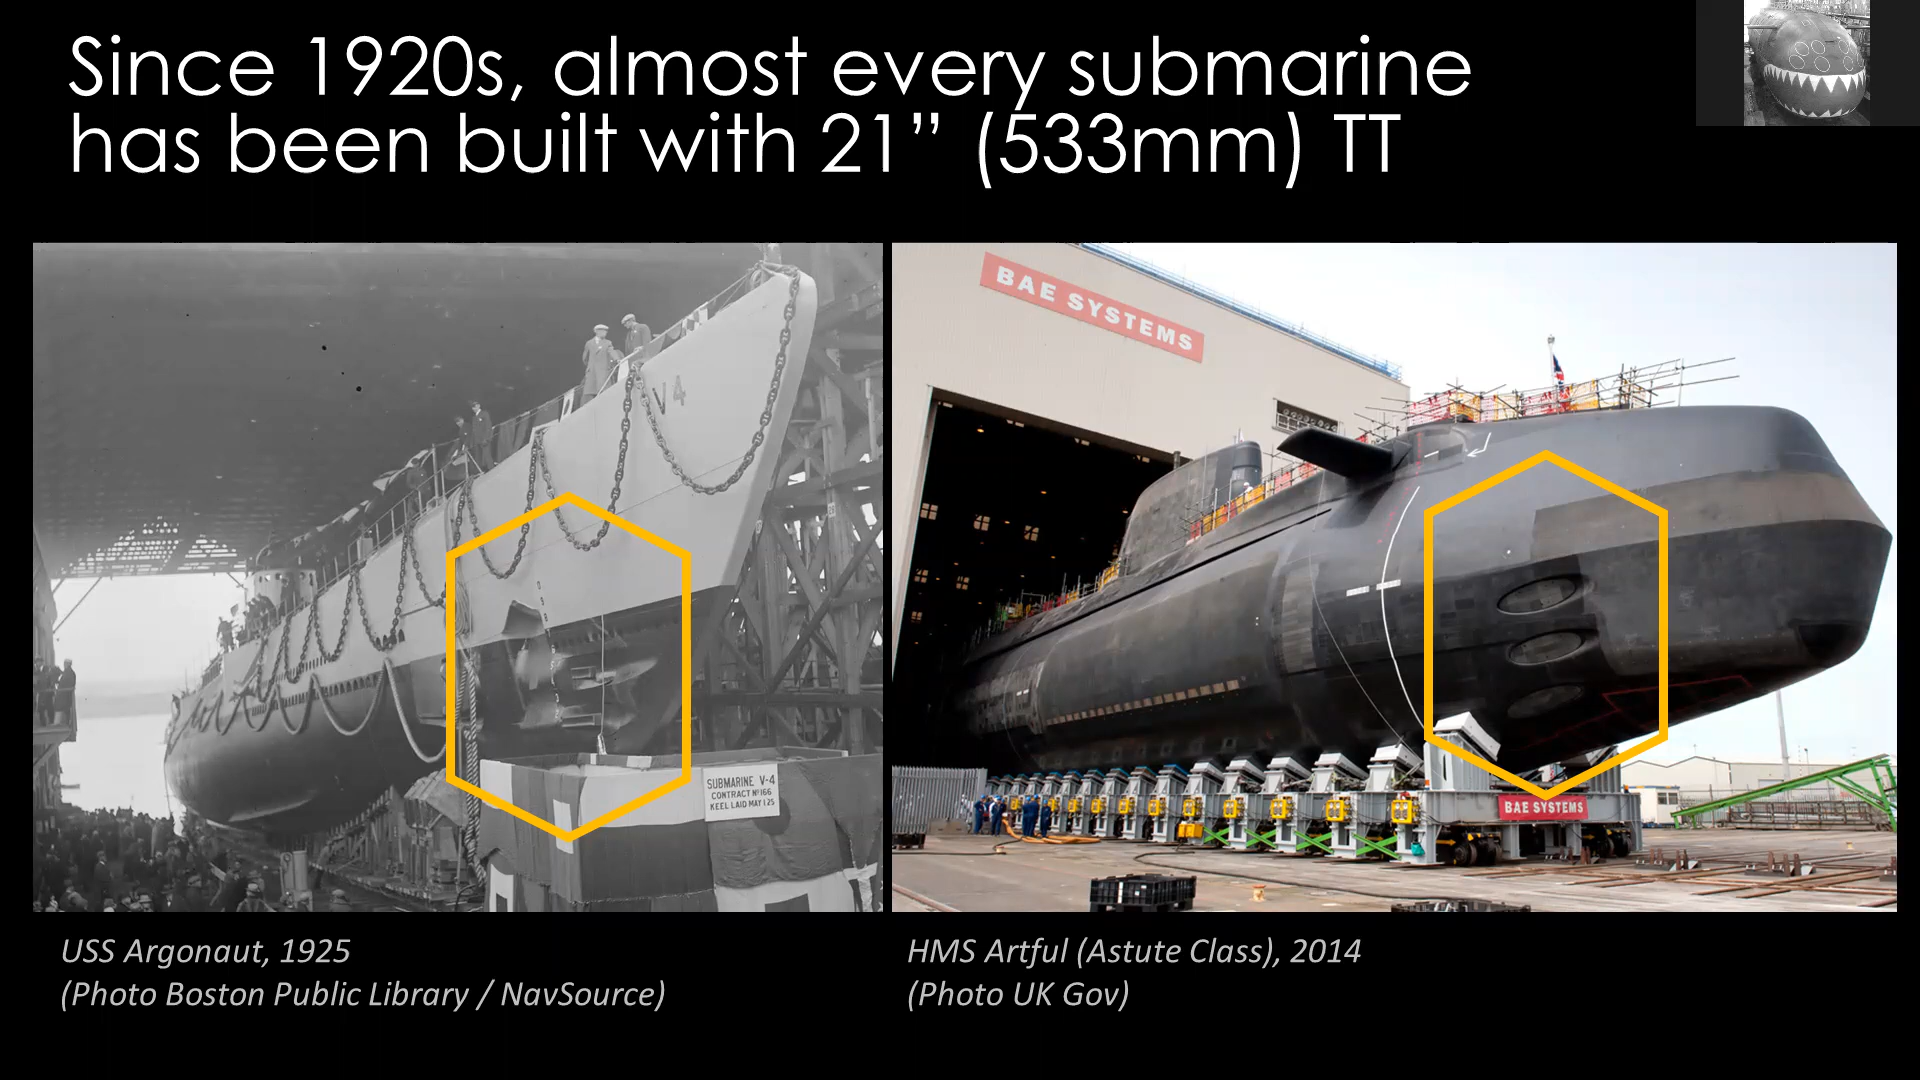 Since 1920s, almost every submarine
has been built with 21” (533mm) TT
V4
SUBMARINE V-4
CONTRACT Nº166
KEEL LAID MAY 1 25
BAE SYSTEMS
BAE SYSTEMS
USS Argonaut, 1925
(Photo Boston Public Library / NavSource)
HMS Artful (Astute Class), 2014
(Photo UK Gov)